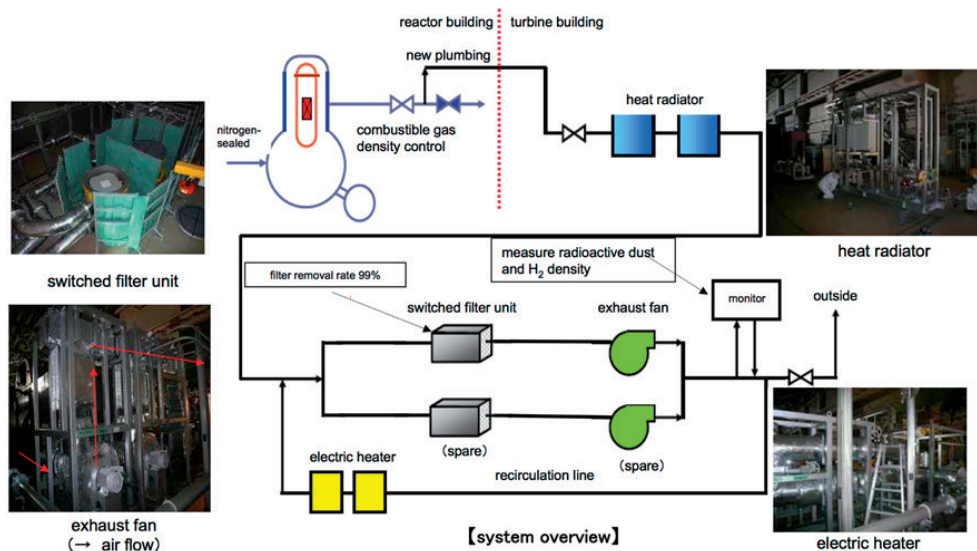 reactor building
turbine building
new plumbing
heat radiator
nitrogen-
sealed
combustible gas
density control
switched filter unit
heat radiator
measure radioactive dust
and H₂ density
filter removal rate 99%
switched filter unit
exhaust fan
monitor
outside
(spare)
(spare)
electric heater
recirculation line
exhaust fan
(→ air flow)
【system overview】
electric heater